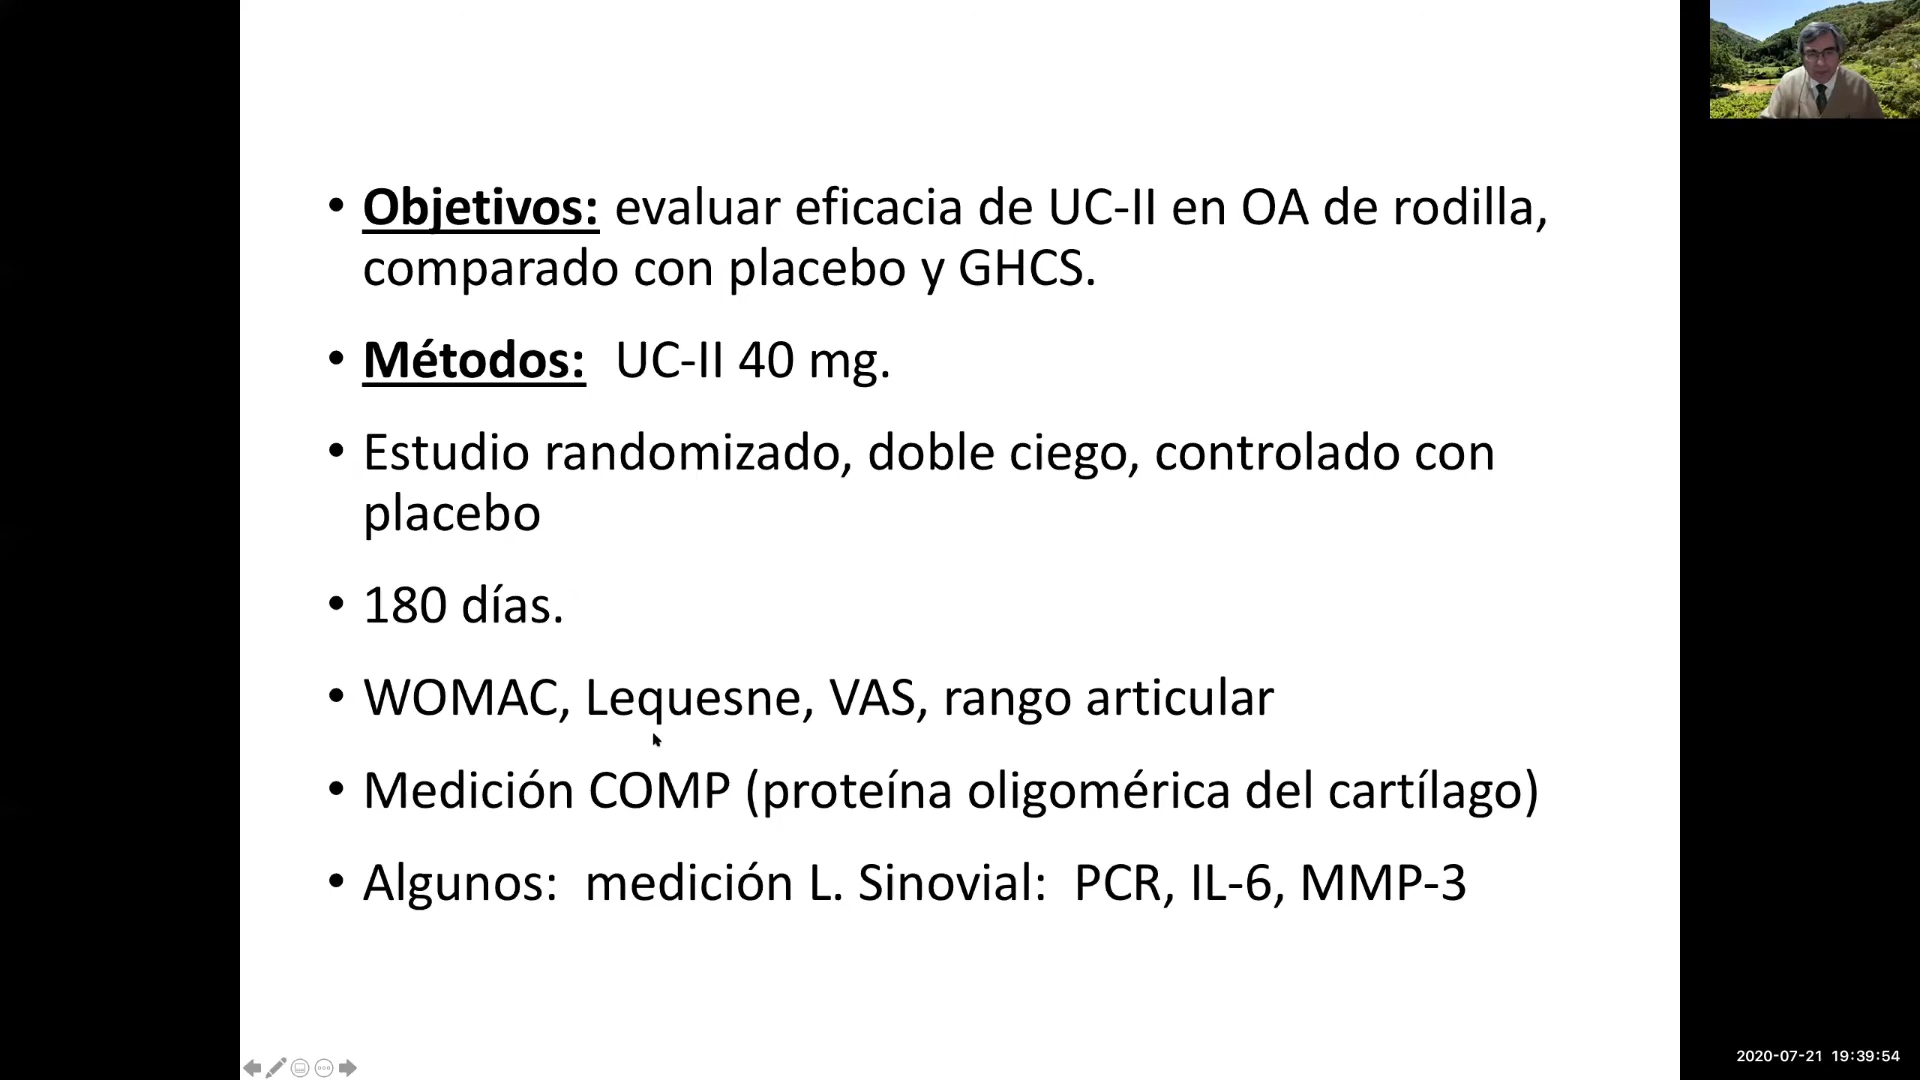 • Objetivos: evaluar eficacia de UC-II en OA de rodilla,
comparado con placebo y GHCS.
• Métodos: UC-II 40 mg.
• Estudio randomizado, doble ciego, controlado con
placebo
• 180 días.
• WOMAC, Lequesne, VAS, rango articular
• Medición COMP (proteína oligomérica del cartílago)
• Algunos: medición L. Sinovial: PCR, IL-6, MMP-3
2020-07-21 19:39:54